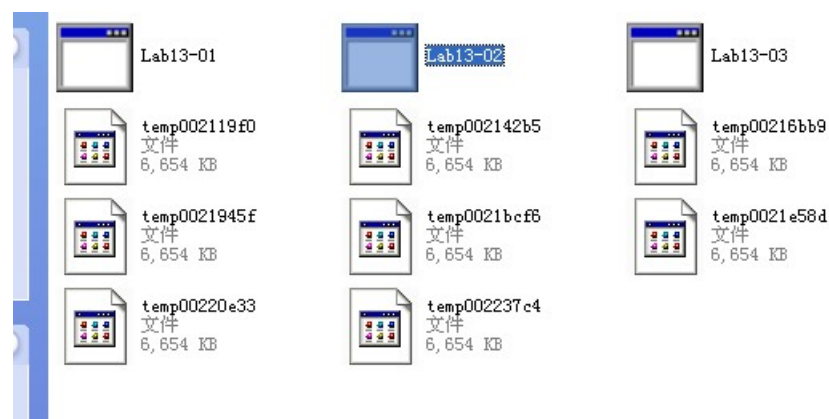 Lab13-01
Lab13-02
Lab13-03
temp002119f0
文件
6,654 KB
temp002142b5
文件
6,654 KB
temp00216bb9
文件
6,654 KB
temp0021945f
文件
6,654 KB
temp0021bcf6
文件
6,654 KB
temp0021e58d
文件
6,654 KB
temp00220e33
文件
6,654 KB
temp002237c4
文件
6,654 KB